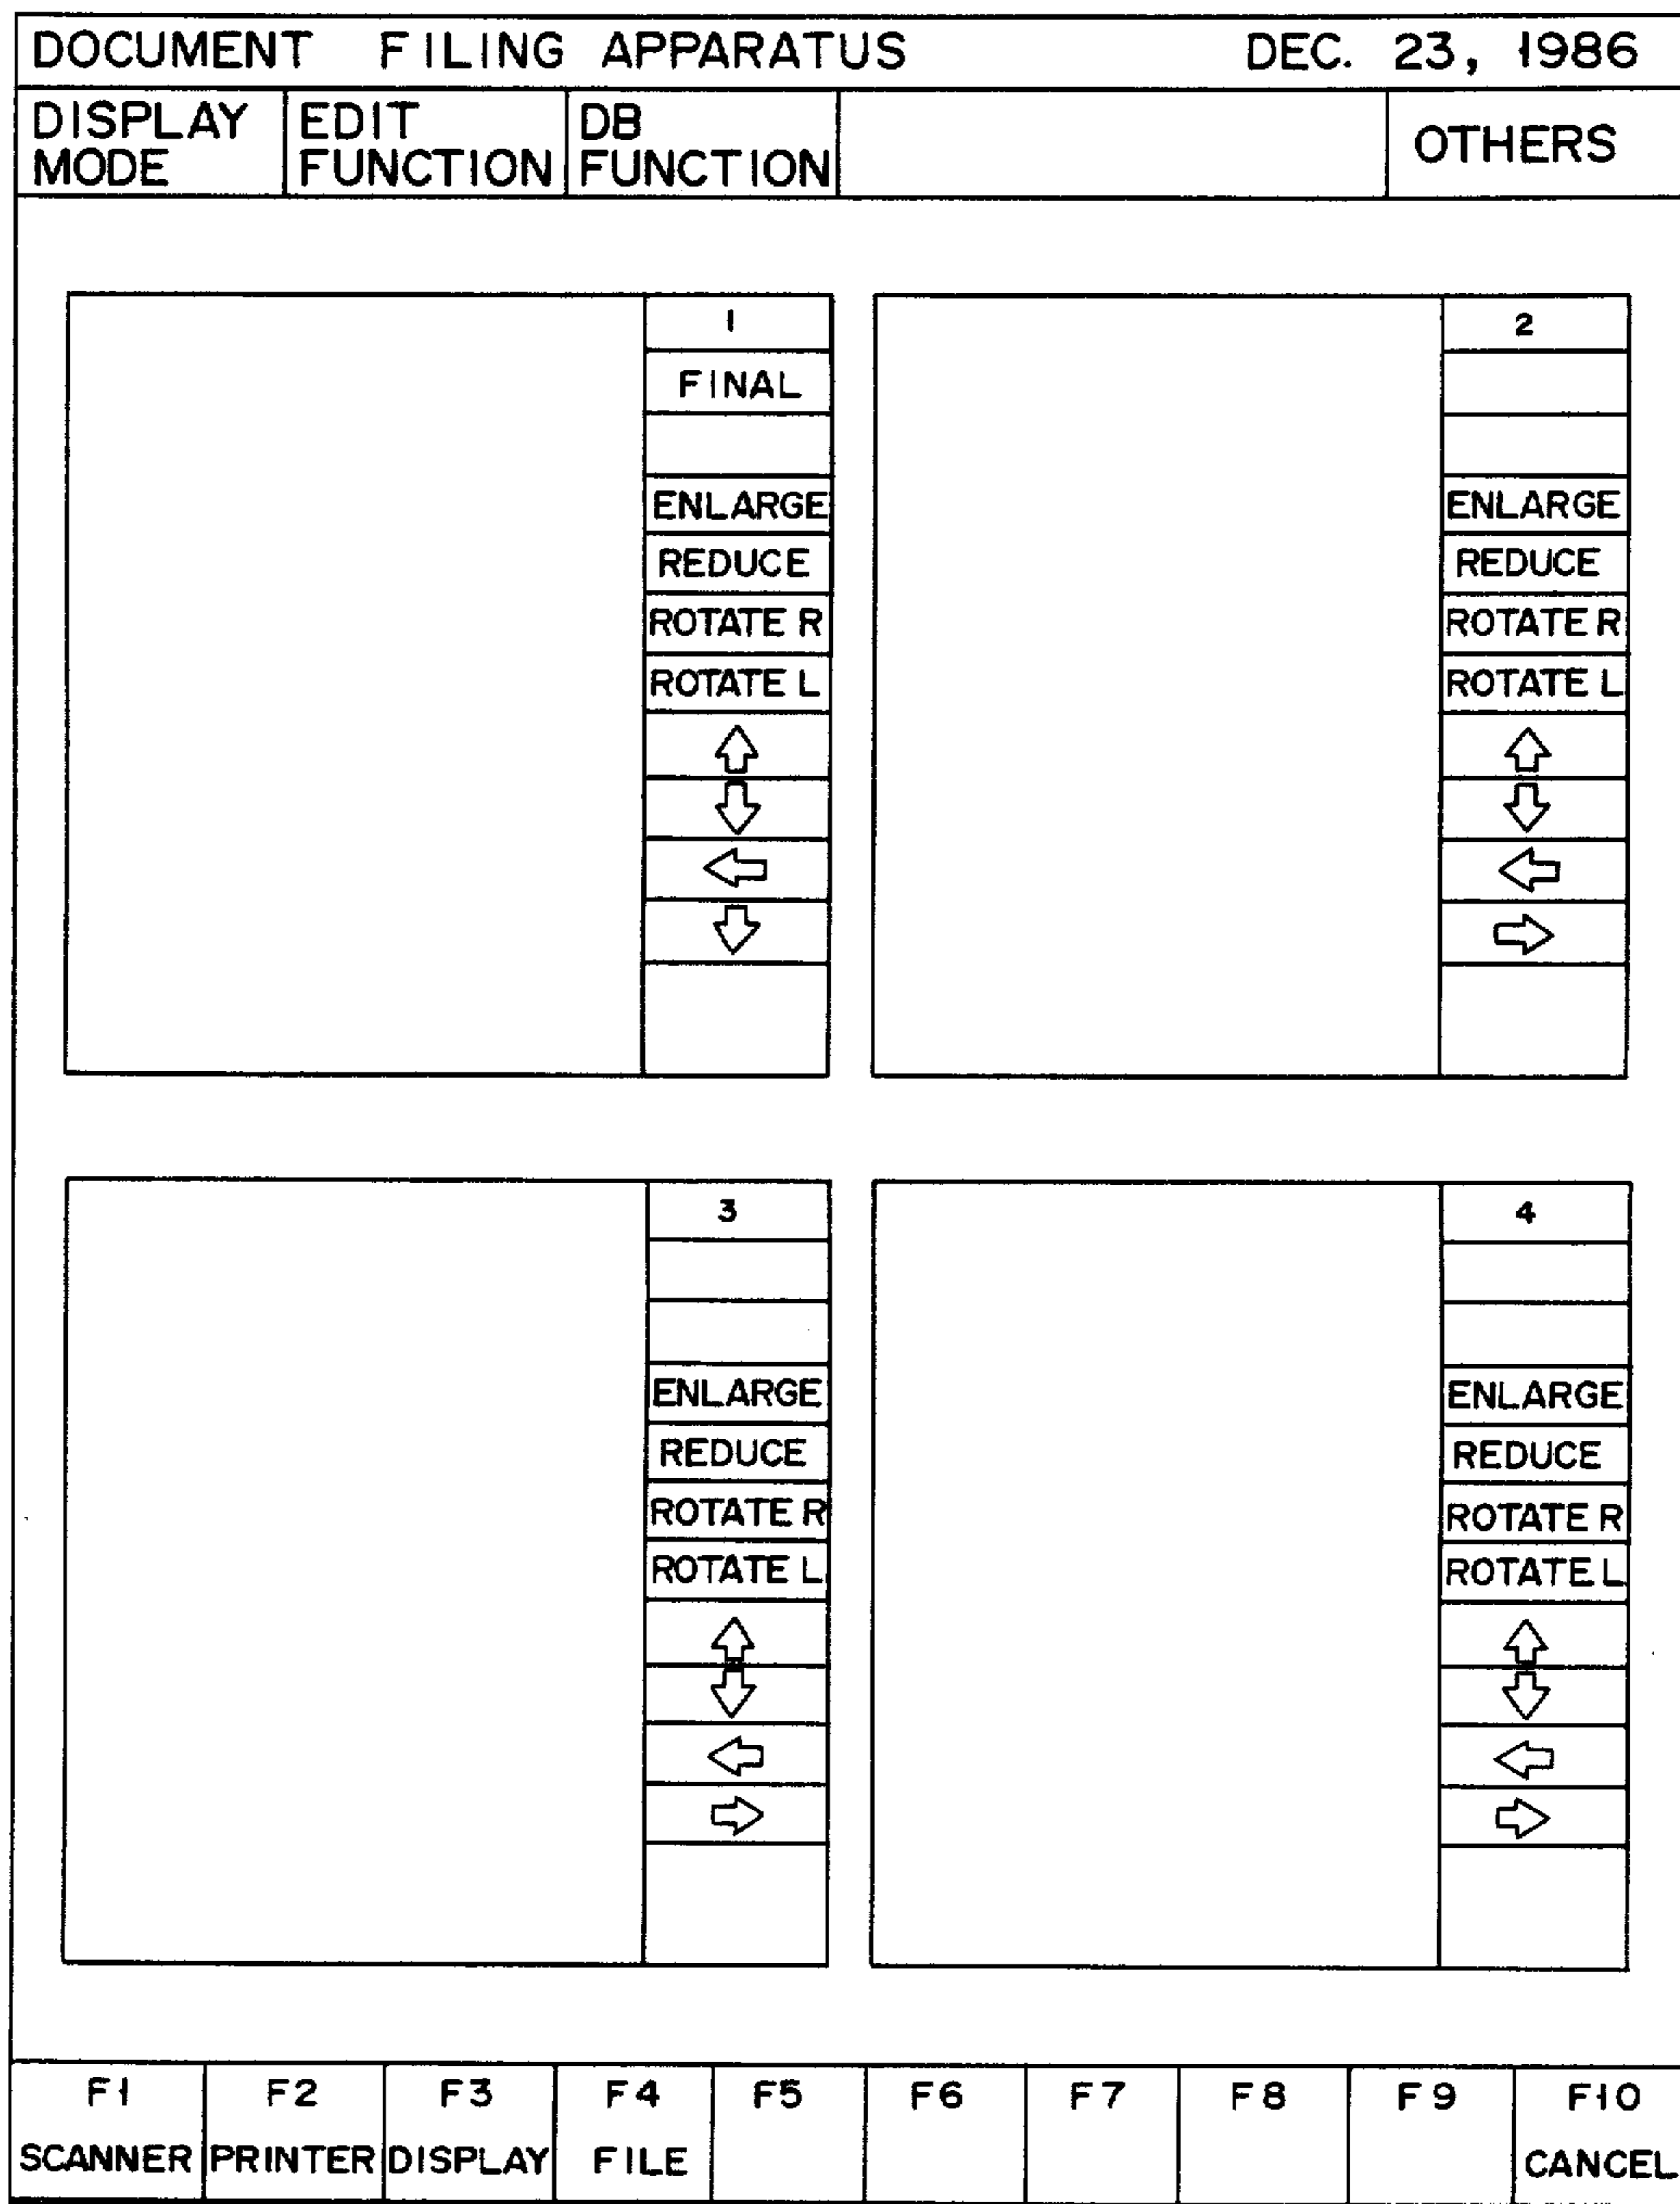 DOCUMENT FILING APPARATUS DEC. 23, 1986
DISPLAY MODE
EDIT FUNCTION
DB FUNCTION
OTHERS
1
FINAL
ENLARGE
REDUCE
ROTATE R
ROTATE L
2
ENLARGE
REDUCE
ROTATE R
ROTATE L
3
ENLARGE
REDUCE
ROTATE R
ROTATE L
4
ENLARGE
REDUCE
ROTATE R
ROTATE L
F1 F2 F3 F4 F5 F6 F7 F8 F9 F10
SCANNER PRINTER DISPLAY FILE CANCEL